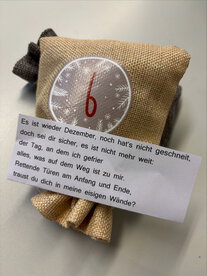 6
Es ist wieder Dezember, noch hat's nicht geschneit,
doch sei dir sicher, es ist nicht mehr weit:
der Tag, an dem ich gefrier
alles, was auf dem Weg ist zu mir.
Rettende Türen am Anfang und Ende,
traust du dich in meine eisigen Wände?